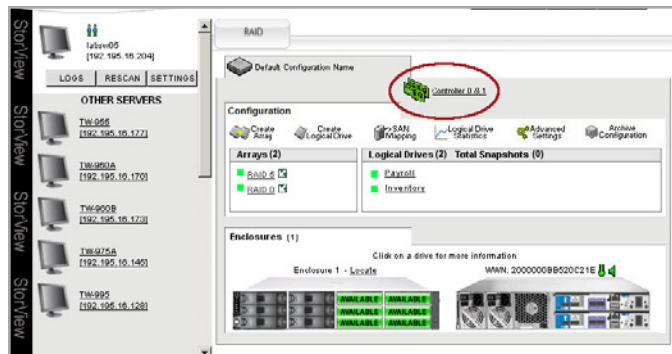 StorView
StorView
StorView
StorView
labsvr05
[192.195.16.204]
LOGS
RESCAN
SETTINGS
OTHER SERVERS
TW-955
[192.195.16.177]
TW-960A
[192.195.16.170]
TW-960B
[192.195.16.173]
TW-975A
[192.195.16.145]
TW-995
[192.195.16.128]
RAID
Default Configuration Name
Controller 0 & 1
Configuration
Create Array
Create Logical Drive
SAN Mapping
Logical Drive Statistics
Advanced Settings
Archive Configuration
Arrays (2)
RAID 5
RAID 0
Logical Drives (2) Total Snapshots (0)
Payroll
Inventory
Enclosures (1)
Click on a drive for more information
Enclosure 1 - Locate
WWN: 2000000BB520C21E
AVAILABLE AVAILABLE
AVAILABLE AVAILABLE
AVAILABLE AVAILABLE